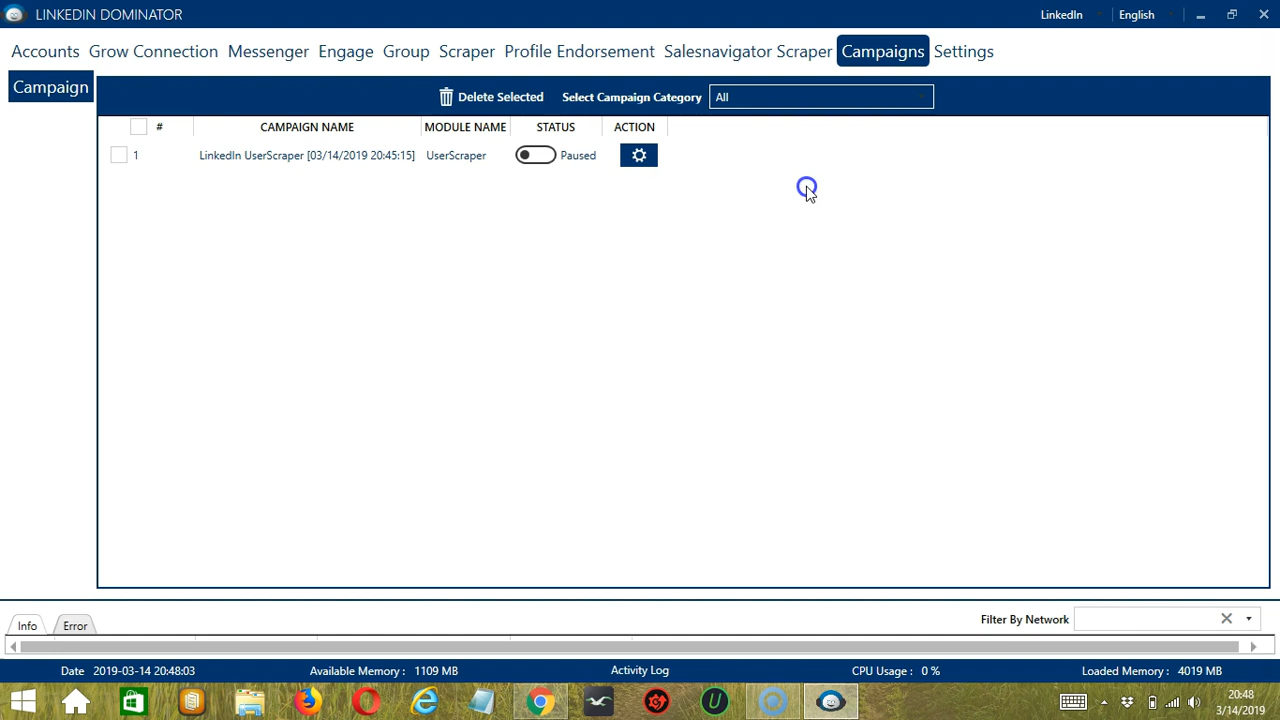 LINKEDIN DOMINATOR
LinkedIn
English
Accounts Grow Connection Messenger Engage Group Scraper Profile Endorsement Salesnavigator Scraper Campaigns Settings
Campaign
Delete Selected
Select Campaign Category
All
# CAMPAIGN NAME MODULE NAME STATUS ACTION
1 LinkedIn UserScraper [03/14/2019 20:45:15] UserScraper Paused
Info
Error
Filter By Network
Date 2019-03-14 20:48:03 Available Memory : 1109 MB Activity Log CPU Usage : 0 % Loaded Memory : 4019 MB
20:48
3/14/2019